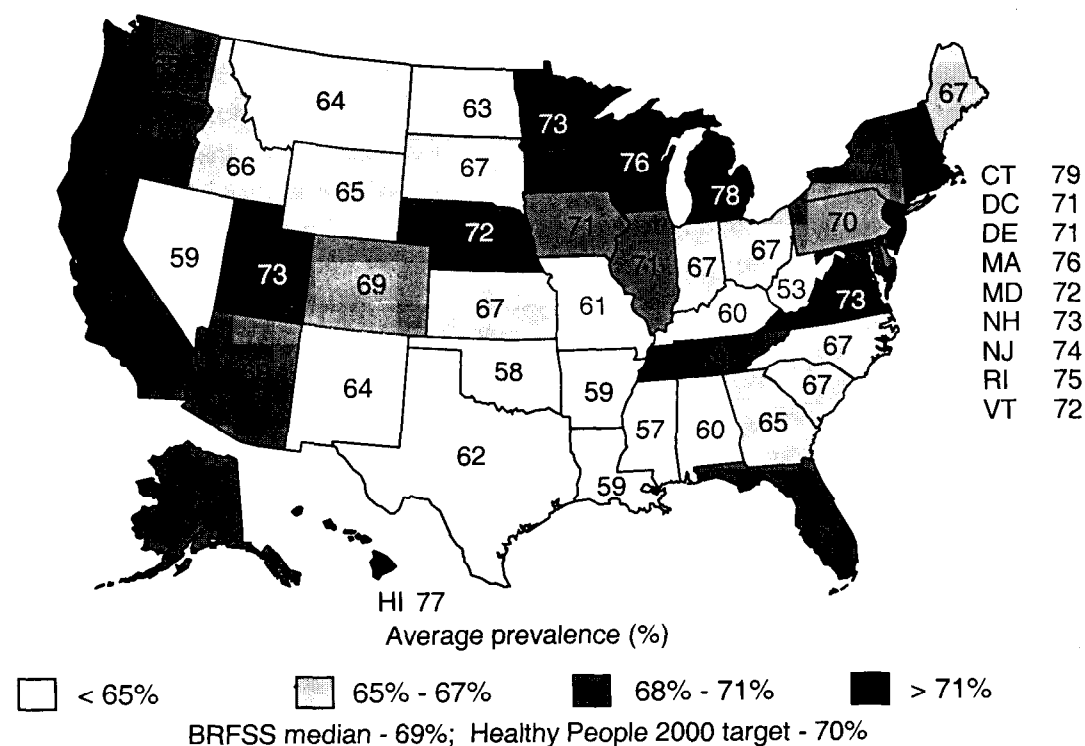 64
63
67
73
67
76
66
65
CT 79
78
DC 71
72
71
70
DE 71
59
67
MA 76
73
69
67
53
MD 72
71
67
61
60
73
NH 73
67
NJ 74
64
58
67
RI 75
59
VT 72
57
60
65
62
59
HI 77
Average prevalence (%)
< 65% 65% - 67% 68% - 71% > 71%
BRFSS median - 69%; Healthy People 2000 target - 70%